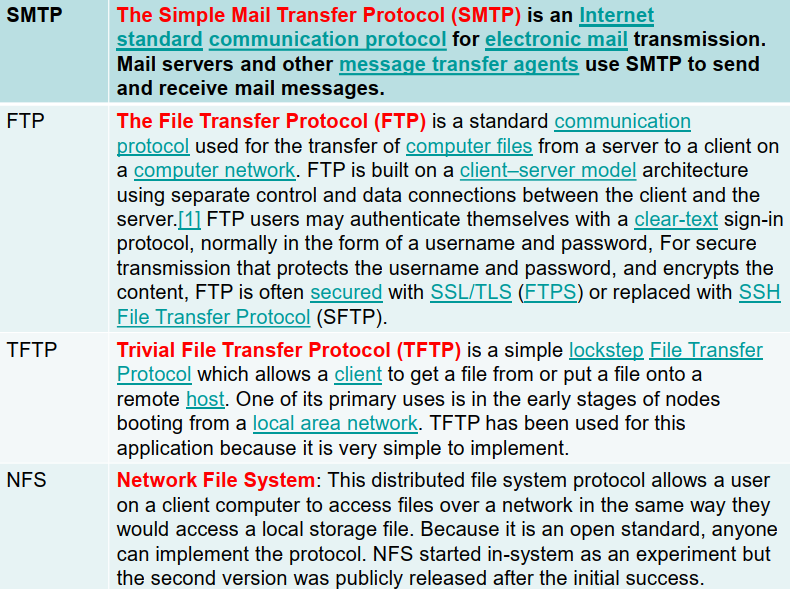 SMTP
The Simple Mail Transfer Protocol (SMTP) is an Internet
standard communication protocol for electronic mail transmission.
Mail servers and other message transfer agents use SMTP to send
and receive mail messages.
FTP
The File Transfer Protocol (FTP) is a standard communication
protocol used for the transfer of computer files from a server to a client on
a computer network. FTP is built on a client–server model architecture
using separate control and data connections between the client and the
server.[1] FTP users may authenticate themselves with a clear-text sign-in
protocol, normally in the form of a username and password, For secure
transmission that protects the username and password, and encrypts the
content, FTP is often secured with SSL/TLS (FTPS) or replaced with SSH
File Transfer Protocol (SFTP).
TFTP
Trivial File Transfer Protocol (TFTP) is a simple lockstep File Transfer
Protocol which allows a client to get a file from or put a file onto a
remote host. One of its primary uses is in the early stages of nodes
booting from a local area network. TFTP has been used for this
application because it is very simple to implement.
NFS
Network File System: This distributed file system protocol allows a user
on a client computer to access files over a network in the same way they
would access a local storage file. Because it is an open standard, anyone
can implement the protocol. NFS started in-system as an experiment but
the second version was publicly released after the initial success.